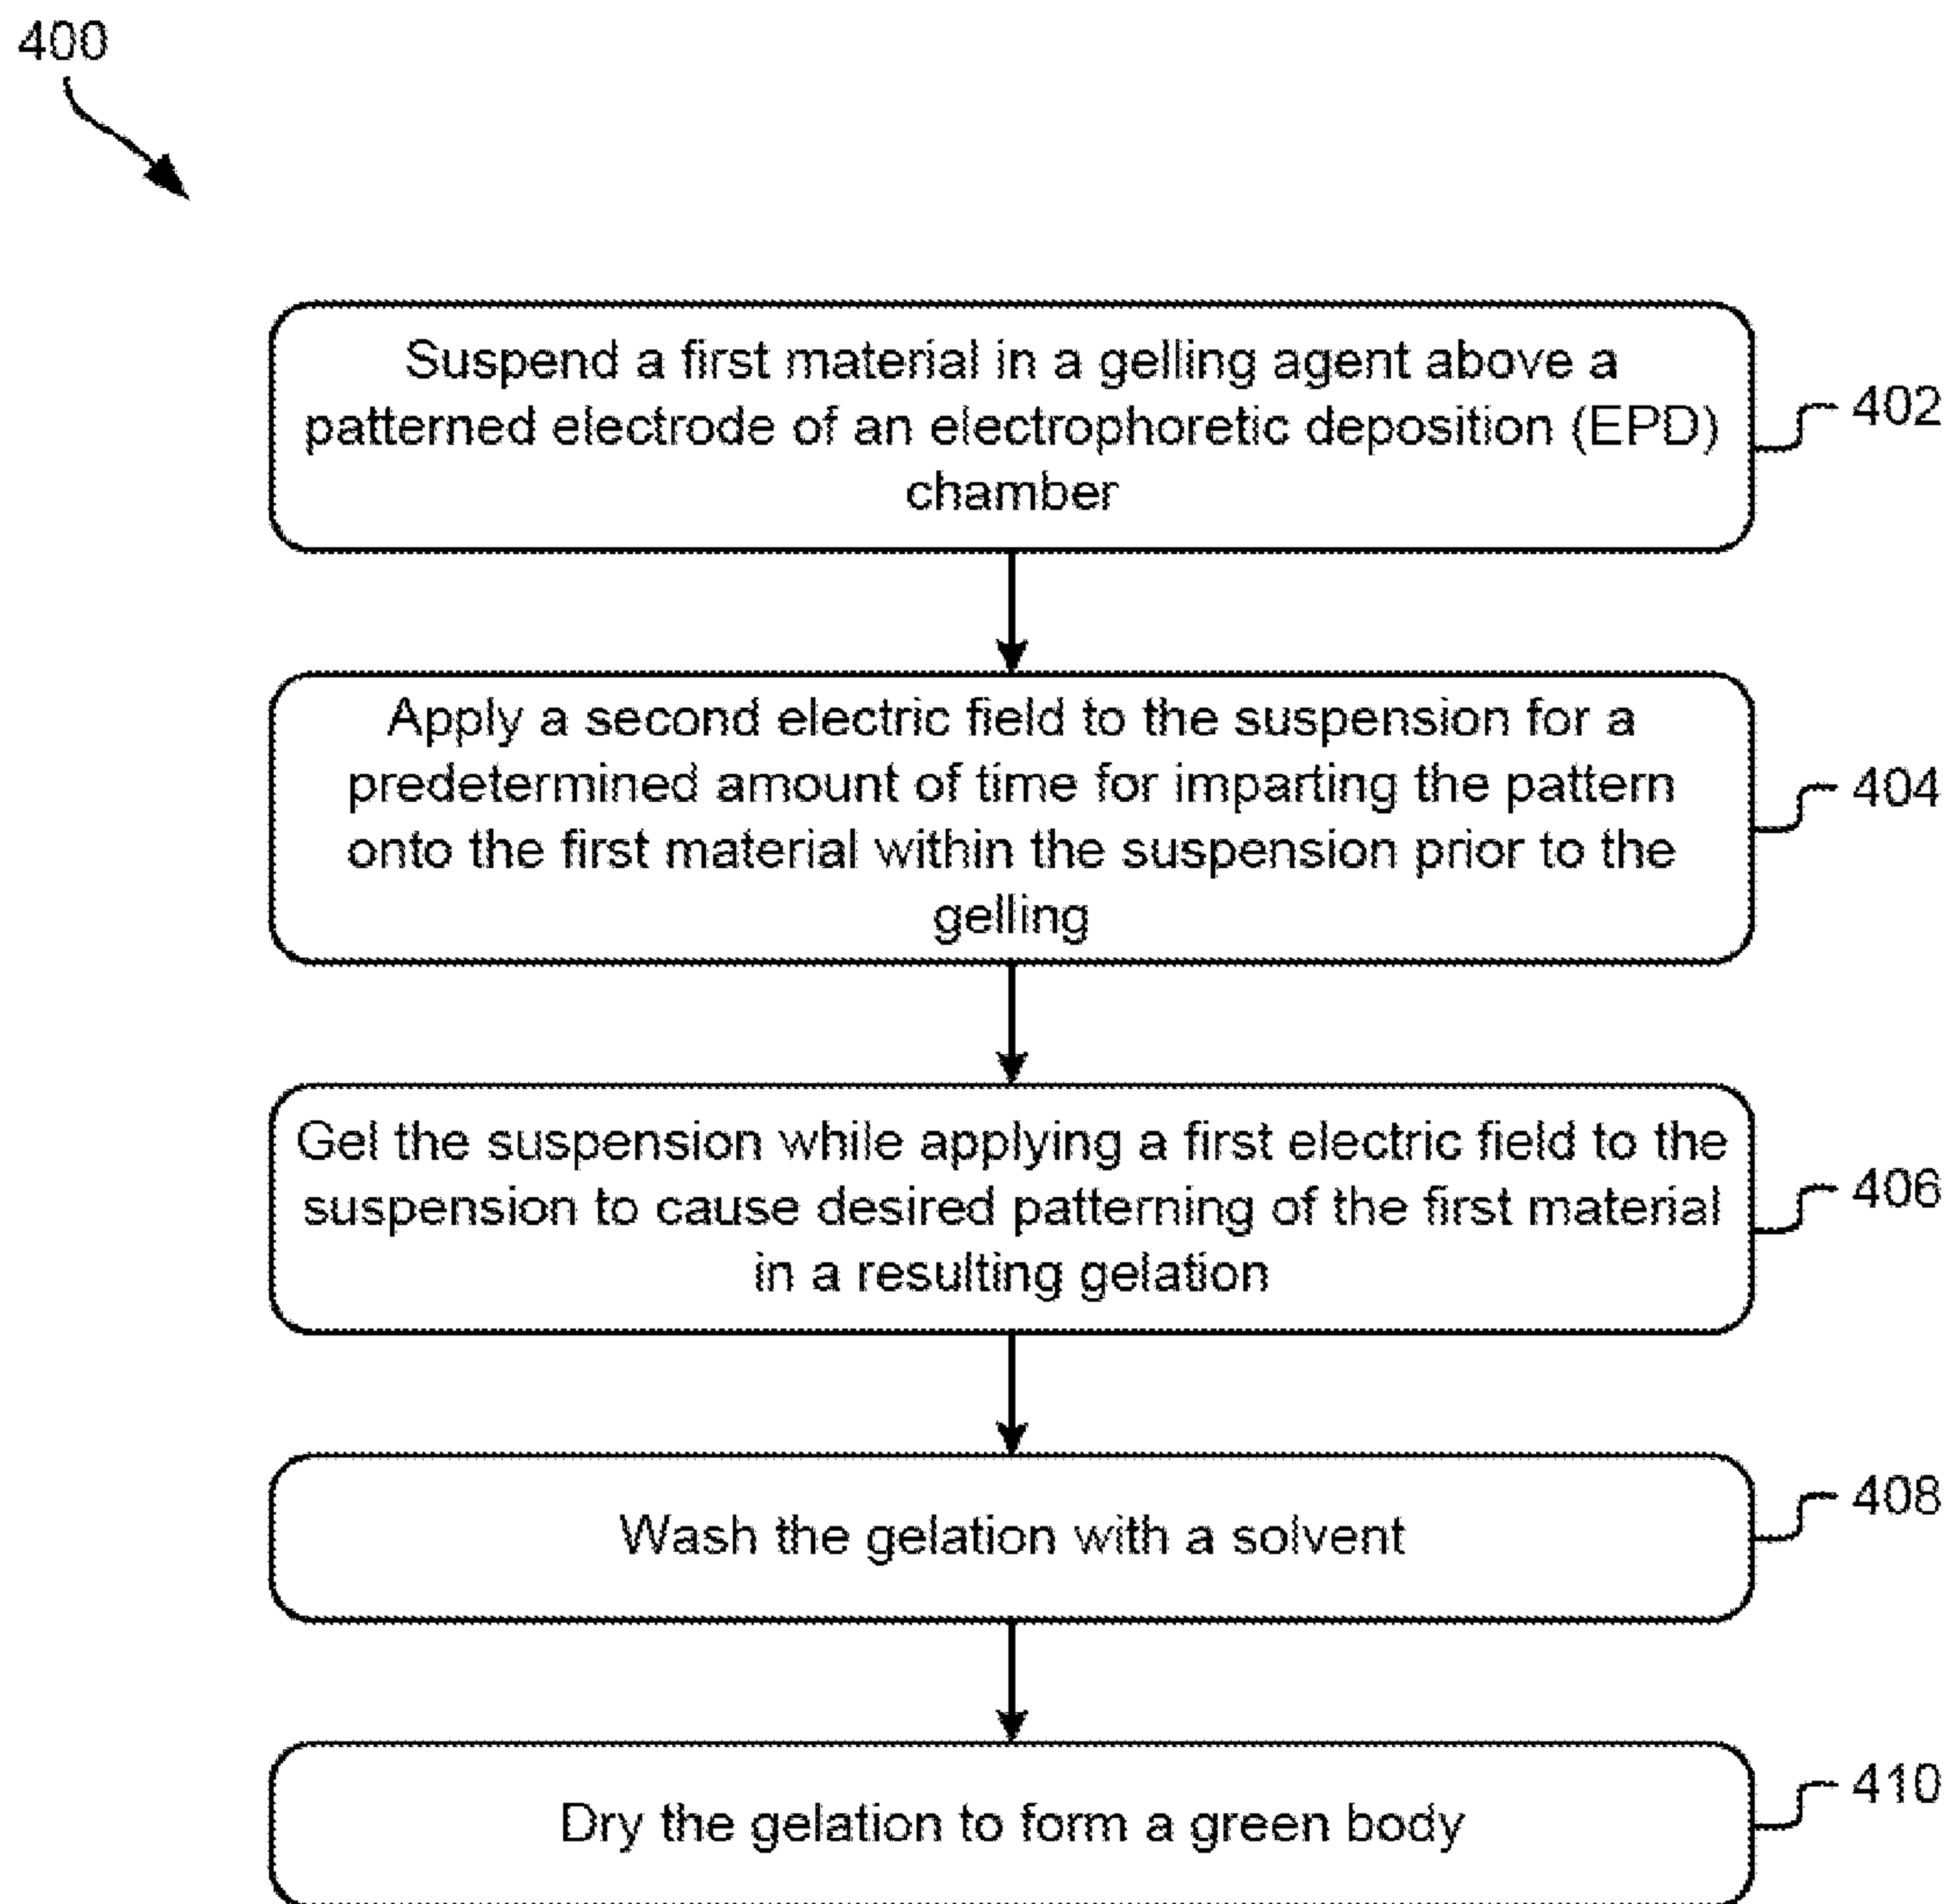 400
Suspend a first material in a gelling agent above a
patterned electrode of an electrophoretic deposition (EPD)
chamber
402
Apply a second electric field to the suspension for a
predetermined amount of time for imparting the pattern
onto the first material within the suspension prior to the
gelling
404
Gel the suspension while applying a first electric field to the
suspension to cause desired patterning of the first material
in a resulting gelation
406
Wash the gelation with a solvent
408
Dry the gelation to form a green body
410